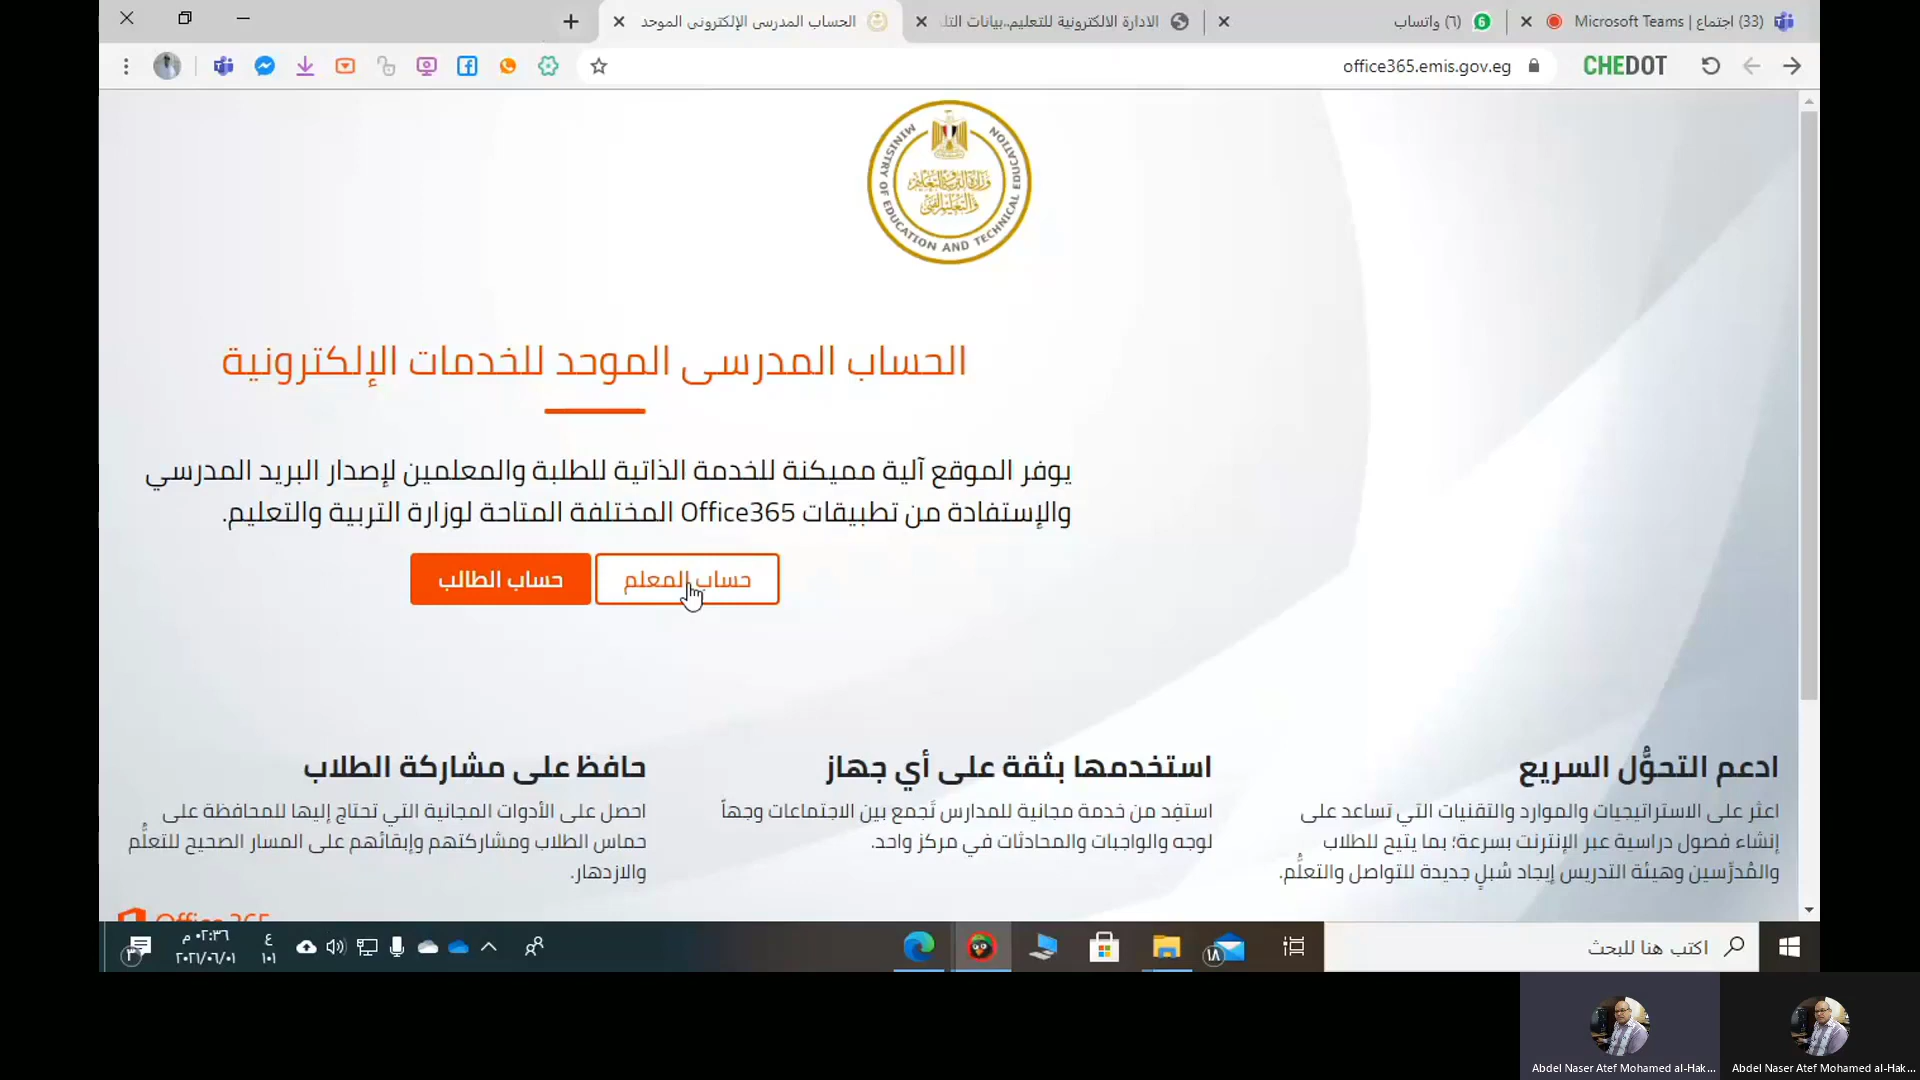 (33) اجتماع | Microsoft Teams
(٦) واتساب
الادارة الالكترونية للتعليم..بيانات التلا
الحساب المدرسى الإلكترونى الموحد
CHEDOT
office365.emis.gov.eg
MINISTRY OF EDUCATION AND TECHNICAL EDUCATION
وزارة التربية والتعليم
والتعليم الفني
الحساب المدرسى الموحد للخدمات الإلكترونية
يوفر الموقع آلية مميكنة للخدمة الذاتية للطلبة والمعلمين لإصدار البريد المدرسي
والإستفادة من تطبيقات Office365 المختلفة المتاحة لوزارة التربية والتعليم.
حساب المعلم
حساب الطالب
ادعم التحوُّل السريع
اعثر على الاستراتيجيات والموارد والتقنيات التي تساعد على
إنشاء فصول دراسية عبر الإنترنت بسرعة؛ بما يتيح للطلاب
والمُدرِّسين وهيئة التدريس إيجاد سُبلٍ جديدة للتواصل والتعلُّم.
استخدمها بثقة على أي جهاز
استفِد من خدمة مجانية للمدارس تَجمع بين الاجتماعات وجهاً
لوجه والواجبات والمحادثات في مركز واحد.
حافظ على مشاركة الطلاب
احصل على الأدوات المجانية التي تحتاج إليها للمحافظة على
حماس الطلاب ومشاركتهم وإبقائهم على المسار الصحيح للتعلُّم
والازدهار.
Office 365
اكتب هنا للبحث
١٨
ع
١٠١
٠٢:٣٦ م
٢٠٢١/٠٦/٠١
٣
Abdel Naser Atef Mohamed al-Hak...
Abdel Naser Atef Mohamed al-Hak...